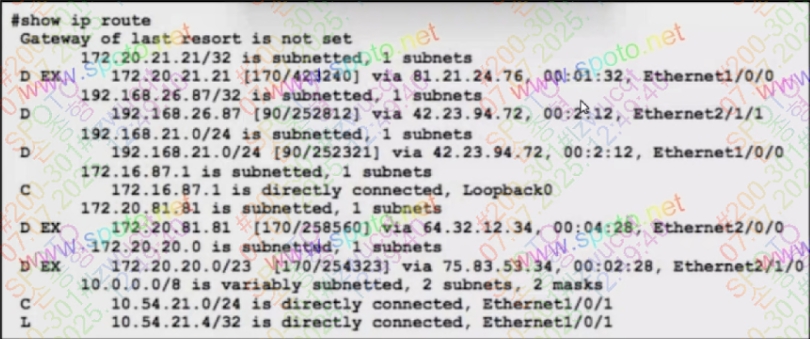 #show ip route
Gateway of last resort is not set
172.20.21.21/32 is subnetted, 1 subnets
D EX 172.20.21.21 [170/423240] via 81.21.24.76, 00:01:32, Ethernet1/0/0
192.168.26.87/32 is subnetted, 1 subnets
D 192.168.26.87 [90/252812] via 42.23.94.72, 00:2:12, Ethernet2/1/1
192.168.21.0/24 is subnetted, 1 subnets
D 192.168.21.0/24 [90/252321] via 42.23.94.72, 00:2:12, Ethernet1/0/0
172.16.87.1 is subnetted, 1 subnets
C 172.16.87.1 is directly connected, Loopback0
172.20.81.81 is subnetted, 1 subnets
D EX 172.20.81.81 [170/258560] via 64.32.12.34, 00:04:28, Ethernet2/0/0
172.20.20.0 is subnetted, 1 subnets
D EX 172.20.20.0/23 [170/254323] via 75.83.53.34, 00:02:28, Ethernet2/1/0
10.0.0.0/8 is variably subnetted, 2 subnets, 2 masks
C 10.54.21.0/24 is directly connected, Ethernet1/0/1
L 10.54.21.4/32 is directly connected, Ethernet1/0/1
www.spoto.net